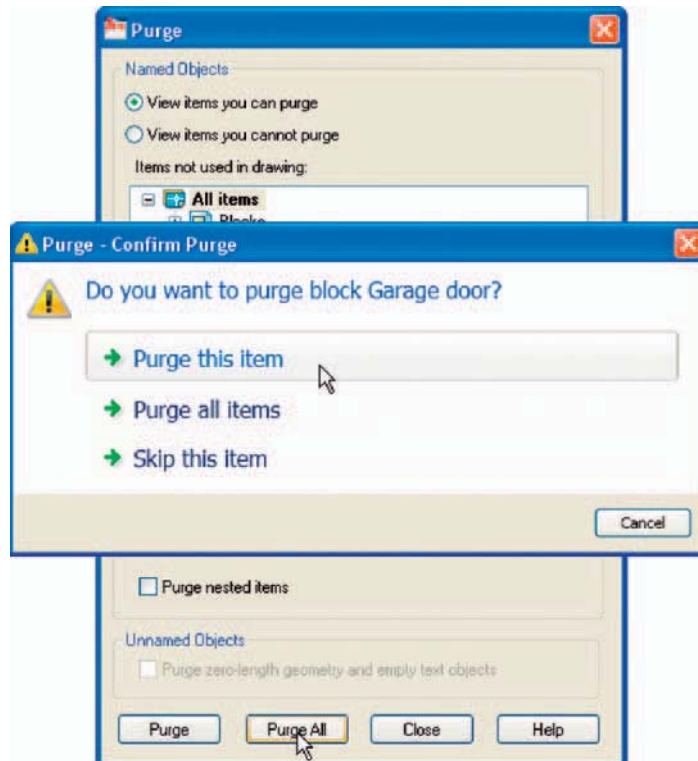 Purge
Named Objects
View items you can purge
View items you cannot purge
Items not used in drawing:
All items
Blocks
Purge - Confirm Purge
Do you want to purge block Garage door?
Purge this item
Purge all items
Skip this item
Cancel
Purge nested items
Unnamed Objects
Purge zero-length geometry and empty text objects
Purge Purge All Close Help